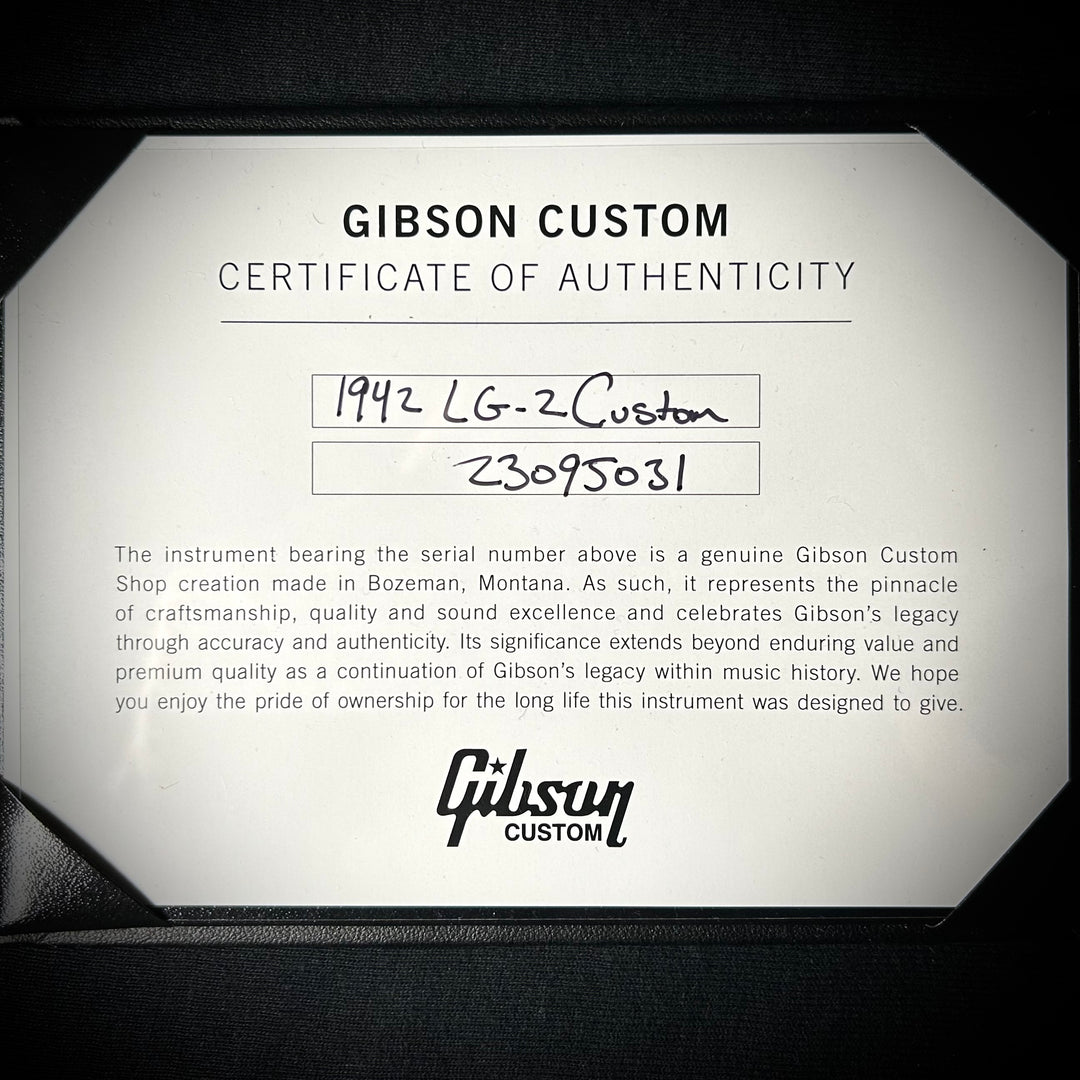 GIBSON CUSTOM
CERTIFICATE OF AUTHENTICITY
1942 LG-2 Custom
23095031
The instrument bearing the serial number above is a genuine Gibson Custom
Shop creation made in Bozeman, Montana. As such, it represents the pinnacle
of craftsmanship, quality and sound excellence and celebrates Gibson's legacy
through accuracy and authenticity. Its significance extends beyond enduring value and
premium quality as a continuation of Gibson's legacy within music history. We hope
you enjoy the pride of ownership for the long life this instrument was designed to give.
Gibson
CUSTOM